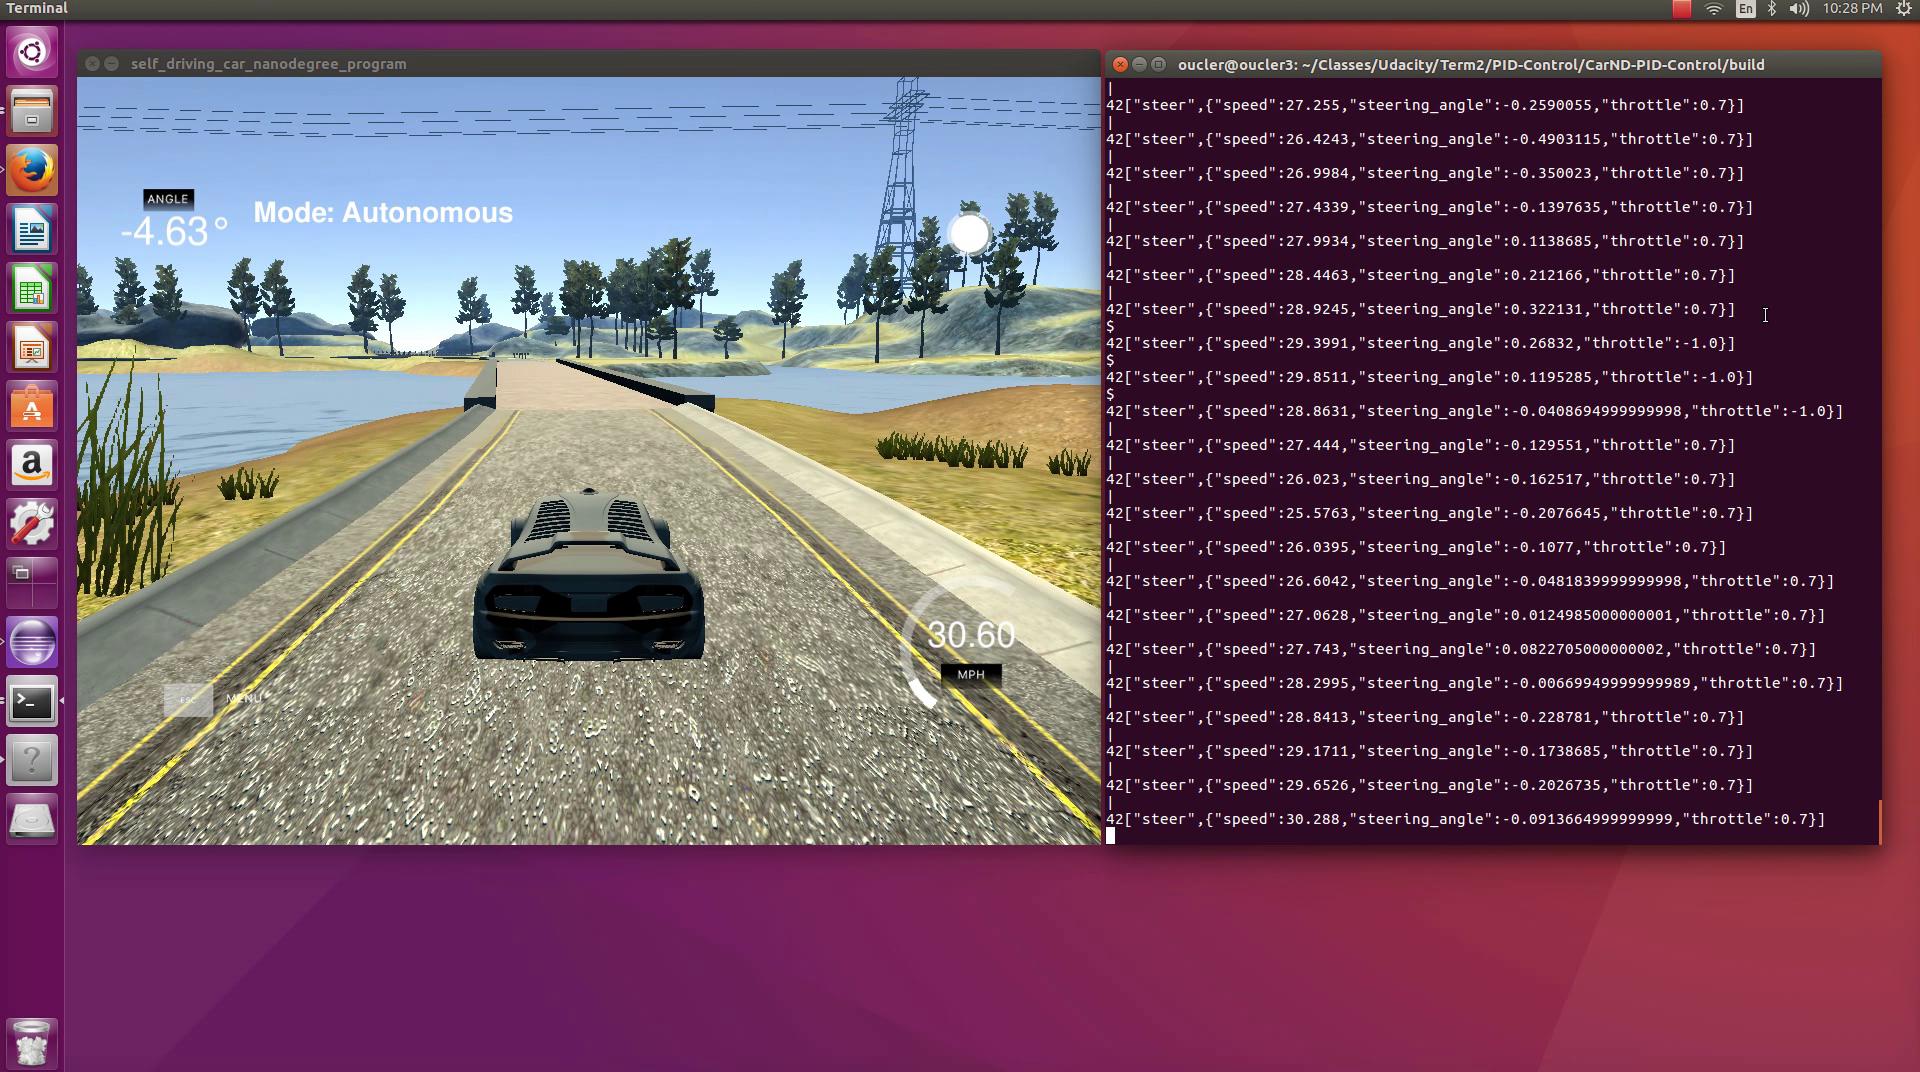 Terminal
En
10:28 PM
self_driving_car_nanodegree_program
ANGLE
-4.63°
Mode: Autonomous
30.60
MPH
ESC
MENU
oucler@oucler3: ~/Classes/Udacity/Term2/PID-Control/CarND-PID-Control/build
|
42["steer",{"speed":27.255,"steering_angle":-0.2590055,"throttle":0.7}]
|
42["steer",{"speed":26.4243,"steering_angle":-0.4903115,"throttle":0.7}]
|
42["steer",{"speed":26.9984,"steering_angle":-0.350023,"throttle":0.7}]
|
42["steer",{"speed":27.4339,"steering_angle":-0.1397635,"throttle":0.7}]
|
42["steer",{"speed":27.9934,"steering_angle":0.1138685,"throttle":0.7}]
|
42["steer",{"speed":28.4463,"steering_angle":0.212166,"throttle":0.7}]
|
42["steer",{"speed":28.9245,"steering_angle":0.322131,"throttle":0.7}]
$
42["steer",{"speed":29.3991,"steering_angle":0.26832,"throttle":-1.0}]
$
42["steer",{"speed":29.8511,"steering_angle":0.1195285,"throttle":-1.0}]
$
42["steer",{"speed":28.8631,"steering_angle":-0.0408694999999998,"throttle":-1.0}]
|
42["steer",{"speed":27.444,"steering_angle":-0.129551,"throttle":0.7}]
|
42["steer",{"speed":26.023,"steering_angle":-0.162517,"throttle":0.7}]
|
42["steer",{"speed":25.5763,"steering_angle":-0.2076645,"throttle":0.7}]
|
42["steer",{"speed":26.0395,"steering_angle":-0.1077,"throttle":0.7}]
|
42["steer",{"speed":26.6042,"steering_angle":-0.0481839999999998,"throttle":0.7}]
|
42["steer",{"speed":27.0628,"steering_angle":0.0124985000000001,"throttle":0.7}]
|
42["steer",{"speed":27.743,"steering_angle":0.0822705000000002,"throttle":0.7}]
|
42["steer",{"speed":28.2995,"steering_angle":-0.00669949999999989,"throttle":0.7}]
|
42["steer",{"speed":28.8413,"steering_angle":-0.228781,"throttle":0.7}]
|
42["steer",{"speed":29.1711,"steering_angle":-0.1738685,"throttle":0.7}]
|
42["steer",{"speed":29.6526,"steering_angle":-0.2026735,"throttle":0.7}]
|
42["steer",{"speed":30.288,"steering_angle":-0.0913664999999999,"throttle":0.7}]